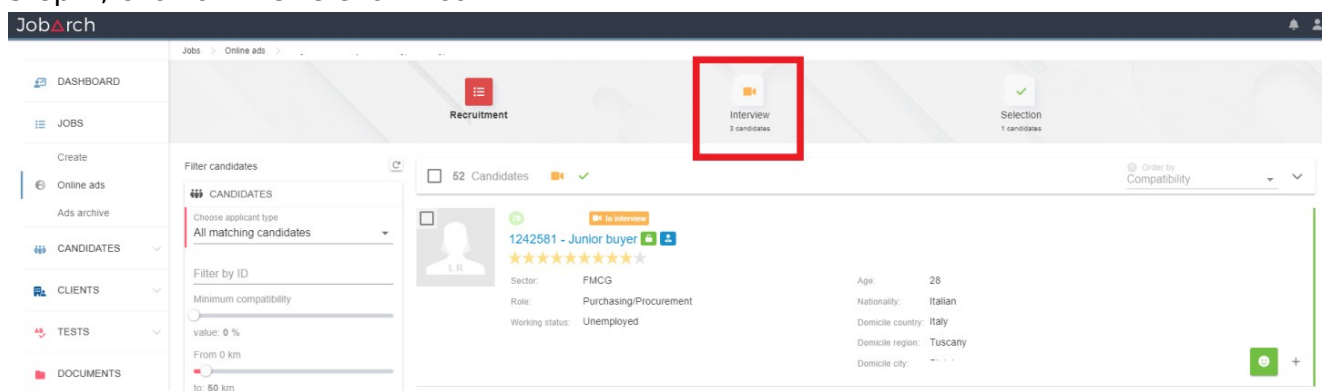 JobArch
Jobs > Online ads >
DASHBOARD
JOBS
Create
Online ads
Ads archive
CANDIDATES
CLIENTS
TESTS
DOCUMENTS
Recruitment
Interview
3 candidates
Selection
1 candidates
Filter candidates
CANDIDATES
Choose applicant type
All matching candidates
Filter by ID
Minimum compatibility
value: 0 %
From 0 km
to: 50 km
52 Candidates
Order by
Compatibility
In interview
1242581 - Junior buyer
LR
Sector: FMCG
Role: Purchasing/Procurement
Working status: Unemployed
Age: 28
Nationality: Italian
Domicile country: Italy
Domicile region: Tuscany
Domicile city: